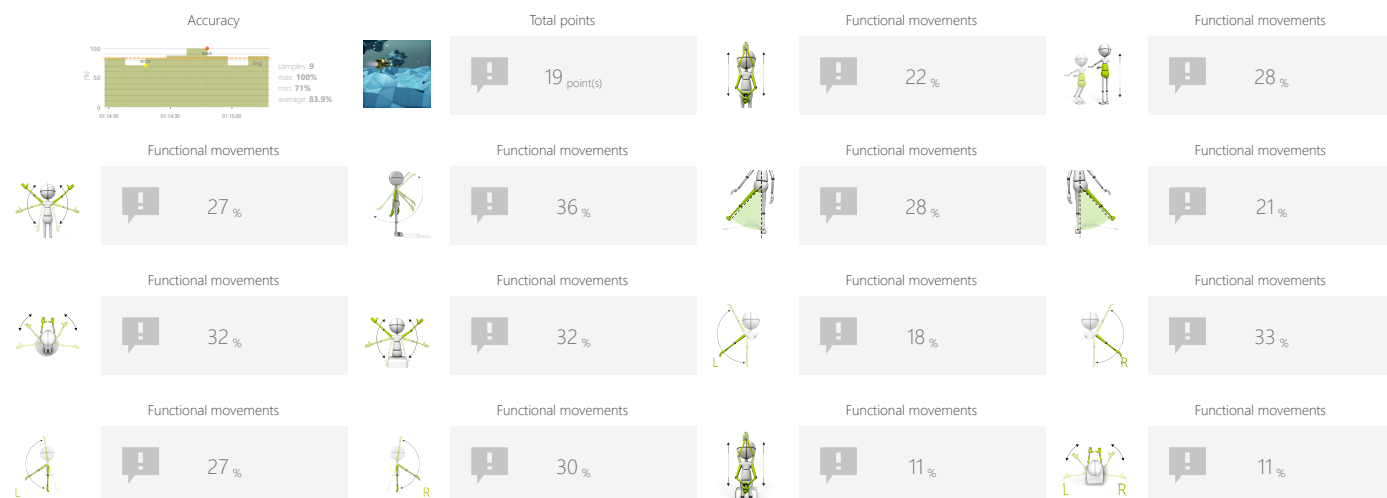 Accuracy
Total points
Functional movements
Functional movements
100
50
0
(%)
max
min
avg
samples: 9
max: 100%
min: 71%
average: 83.9%
01:14:00
01:14:30
01:15:00
19 point(s)
22 %
28 %
Functional movements
Functional movements
Functional movements
Functional movements
27 %
36 %
28 %
21 %
Functional movements
Functional movements
Functional movements
Functional movements
32 %
32 %
L
18 %
R
33 %
Functional movements
Functional movements
Functional movements
Functional movements
L
27 %
R
30 %
11 %
L R
11 %